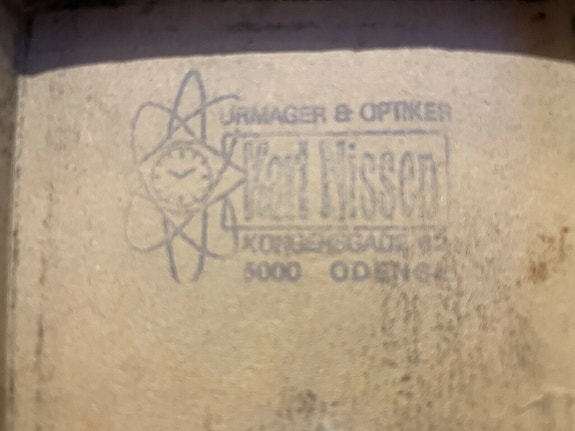 URMAGER & OPTIKER
Karl Nissen
KONGENSGADE
5000 ODENSE